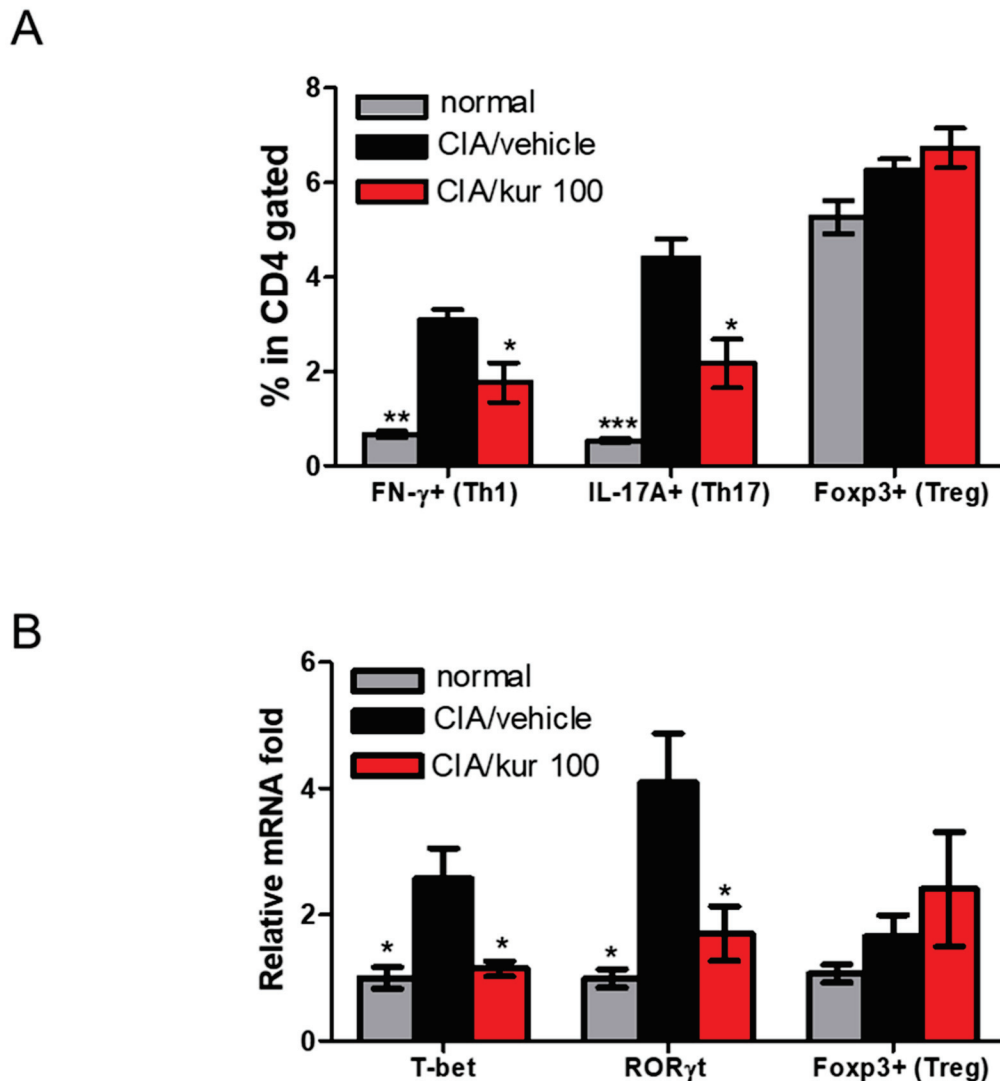 A
8
6
4
2
0
% in CD4 gated
normal
CIA/vehicle
CIA/kur 100
**
*
***
*
FN-γ+ (Th1)
IL-17A+ (Th17)
Foxp3+ (Treg)
B
6
4
2
0
Relative mRNA fold
normal
CIA/vehicle
CIA/kur 100
*
*
*
*
T-bet
RORγt
Foxp3+ (Treg)